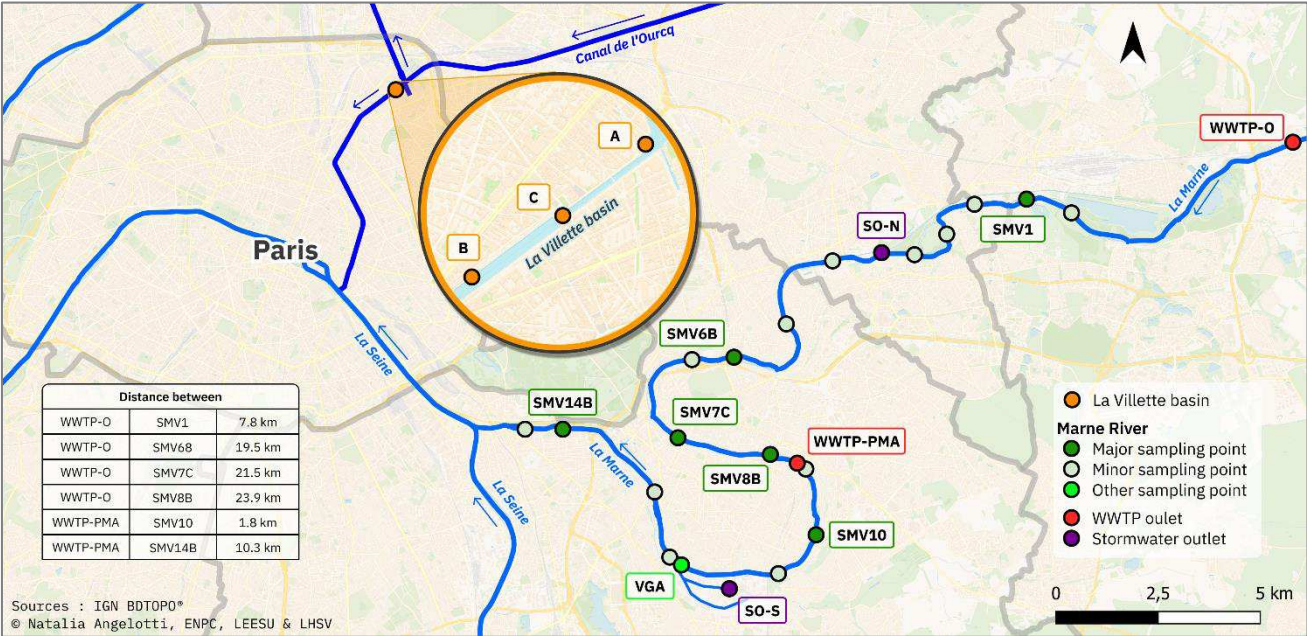 Canal de l'Ourcq
WWTP-O
La Marne
A
C
B
La Villette basin
SO-N
SMV1
Paris
La Seine
SMV6B
SMV14B
SMV7C
WWTP-PMA
SMV8B
La Marne
La Seine
SMV10
VGA
SO-S
Distance between
WWTP-O SMV1 7.8 km
WWTP-O SMV68 19.5 km
WWTP-O SMV7C 21.5 km
WWTP-O SMV8B 23.9 km
WWTP-PMA SMV10 1.8 km
WWTP-PMA SMV14B 10.3 km
La Villette basin
Marne River
Major sampling point
Minor sampling point
Other sampling point
WWTP oulet
Stormwater outlet
0 2,5 5 km
Sources : IGN BDTOPO®
© Natalia Angelotti, ENPC, LEESU & LHSV